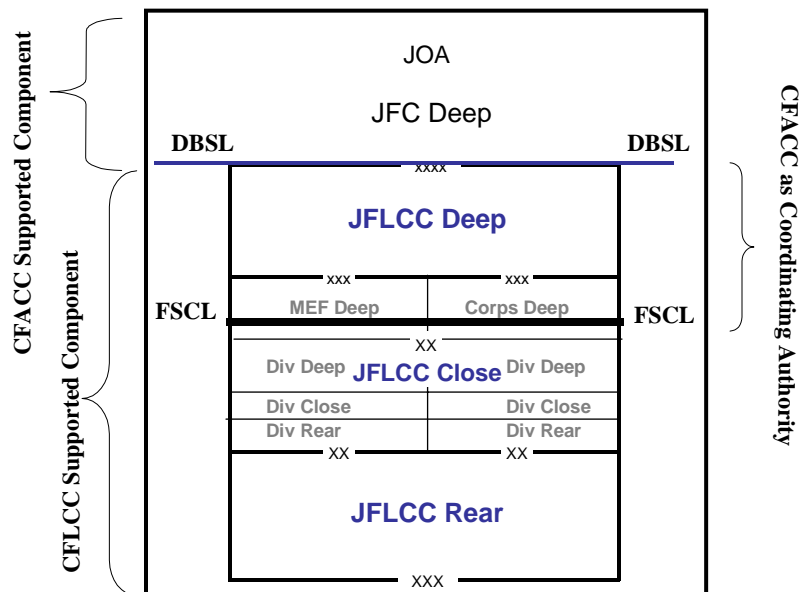 JOA
JFC Deep
DBSL DBSL
xxxx
JFLCC Deep
xxx xxx
MEF Deep Corps Deep
FSCL FSCL
XX
Div Deep JFLCC Close Div Deep
Div Close Div Close
Div Rear Div Rear
XX XX
JFLCC Rear
XXX
CFACC Supported Component
CFLCC Supported Component
CFACC as Coordinating Authority